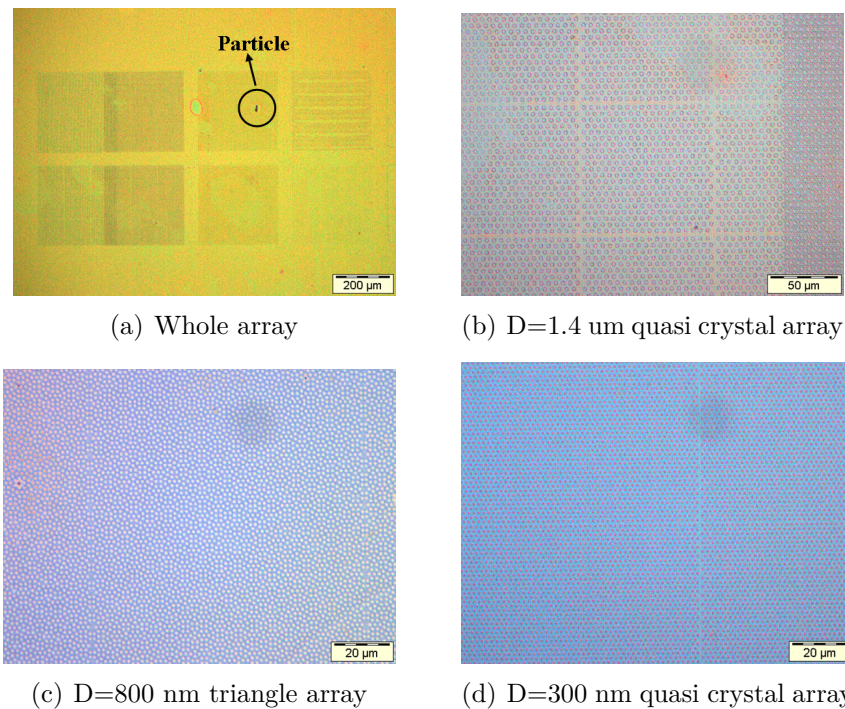 Particle
200 µm
50 µm
(a) Whole array
(b) D=1.4 um quasi crystal array
20 µm
20 µm
(c) D=800 nm triangle array
(d) D=300 nm quasi crystal array